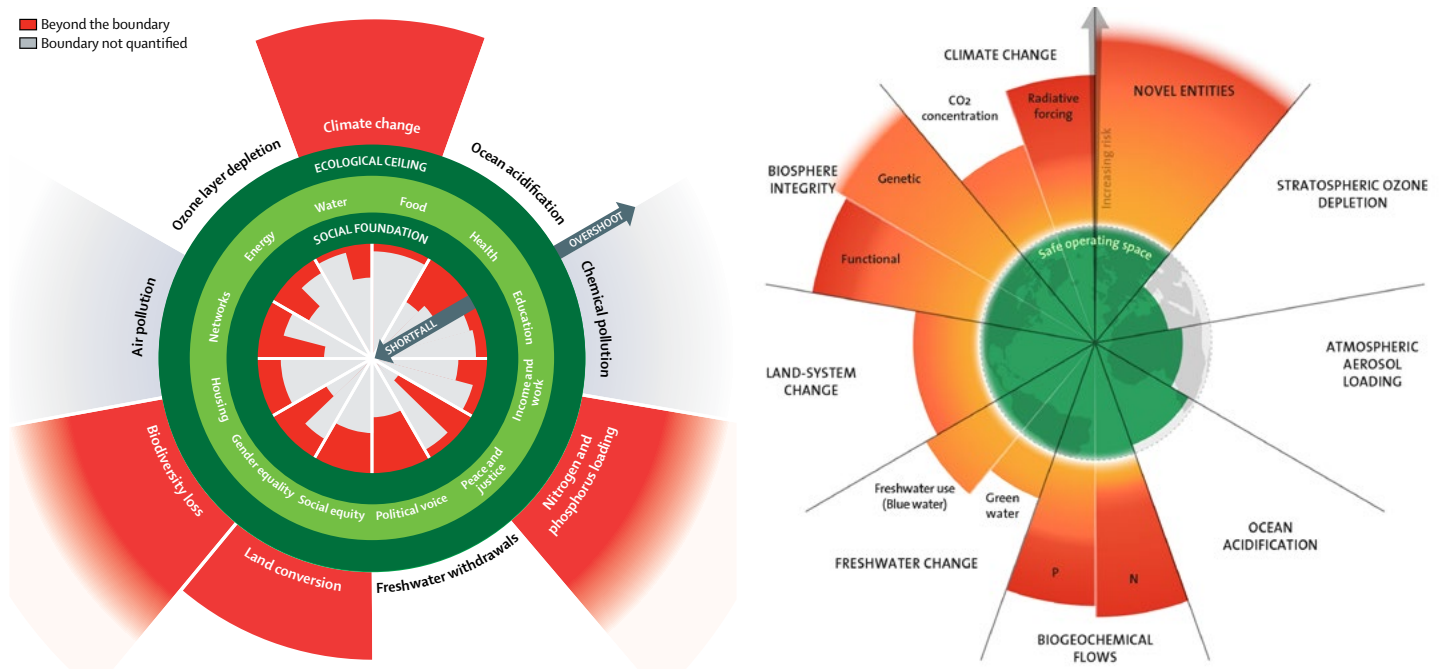 Beyond the boundary
Boundary not quantified
Climate change
ECOLOGICAL CEILING
Ozone layer depletion
Ocean acidification
Water
Food
SOCIAL FOUNDATION
Energy
Health
OVERSHOOT
Air pollution
Networks
SHORTFALL
Education
Chemical pollution
Housing
Income and
work
Biodiversity loss
Gender equality
Social equity
Political voice
Peace and
justice
Nitrogen and
phosphorus loading
Land conversion
Freshwater withdrawals
CLIMATE CHANGE
CO2
concentration
Radiative
forcing
NOVEL ENTITIES
Increasing risk
BIOSPHERE
INTEGRITY
Genetic
Functional
STRATOSPHERIC OZONE
DEPLETION
Safe operating space
LAND-SYSTEM
CHANGE
ATMOSPHERIC
AEROSOL
LOADING
Freshwater use
(Blue water)
Green
water
FRESHWATER CHANGE
OCEAN
ACIDIFICATION
P
N
BIOGEOCHEMICAL
FLOWS